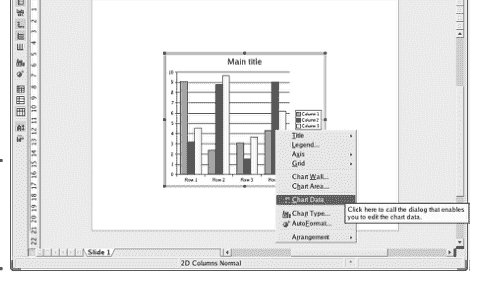 Main title
10
9
8
7
6
5
4
3
2
1
0
Row 1
Row 2
Row 3
Column 1
Column 2
Column 3
Title
Legend...
Axis
Grid
Chart Wall...
Chart Area...
Chart Data
Chart Type...
AutoFormat...
Arrangement
Click here to call the dialog that enables
you to edit the chart data.
Slide 1
2D Columns Normal